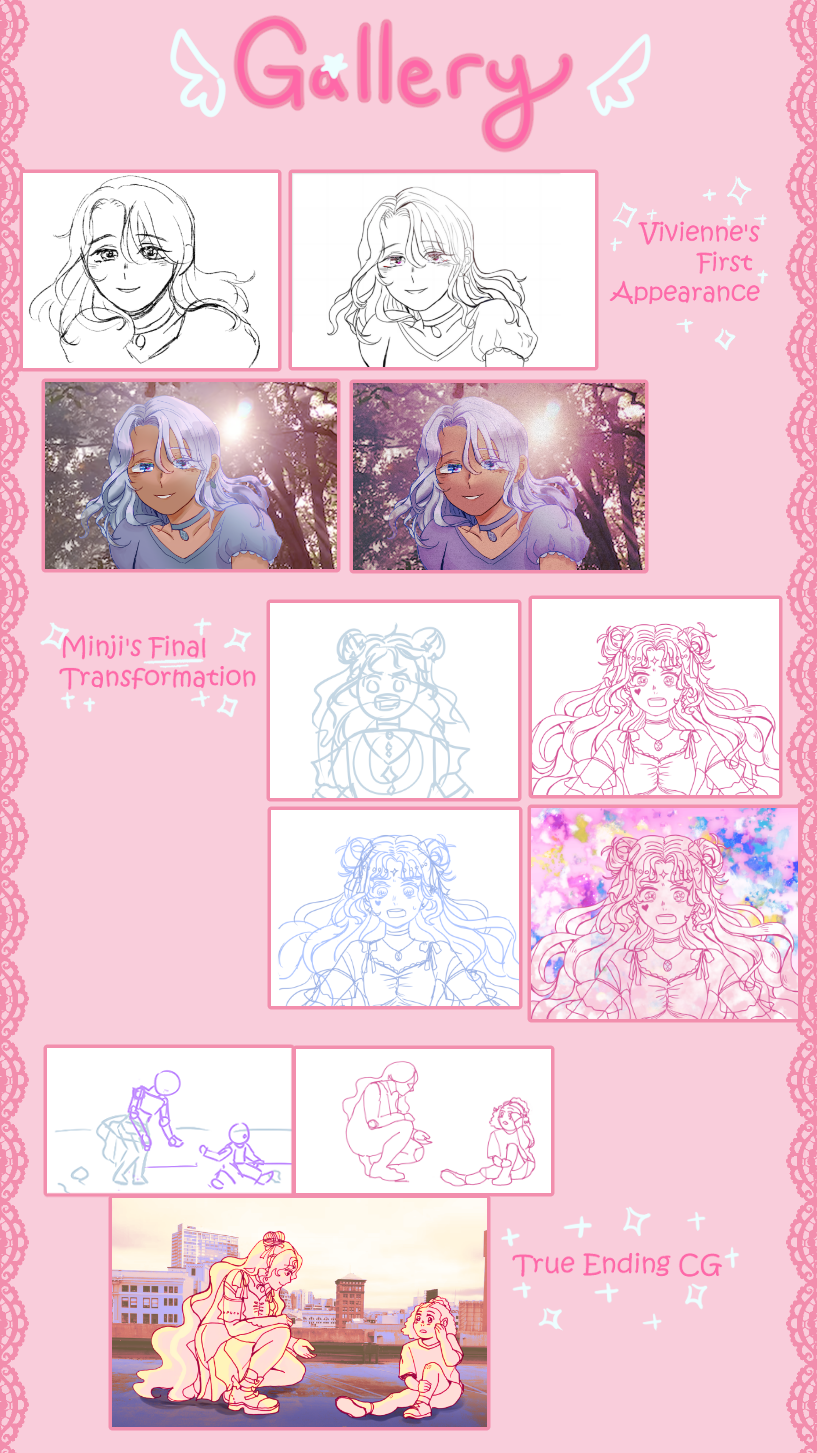 Gallery
Vivienne's
First
Appearance
Minji's Final
Transformation
True Ending CG